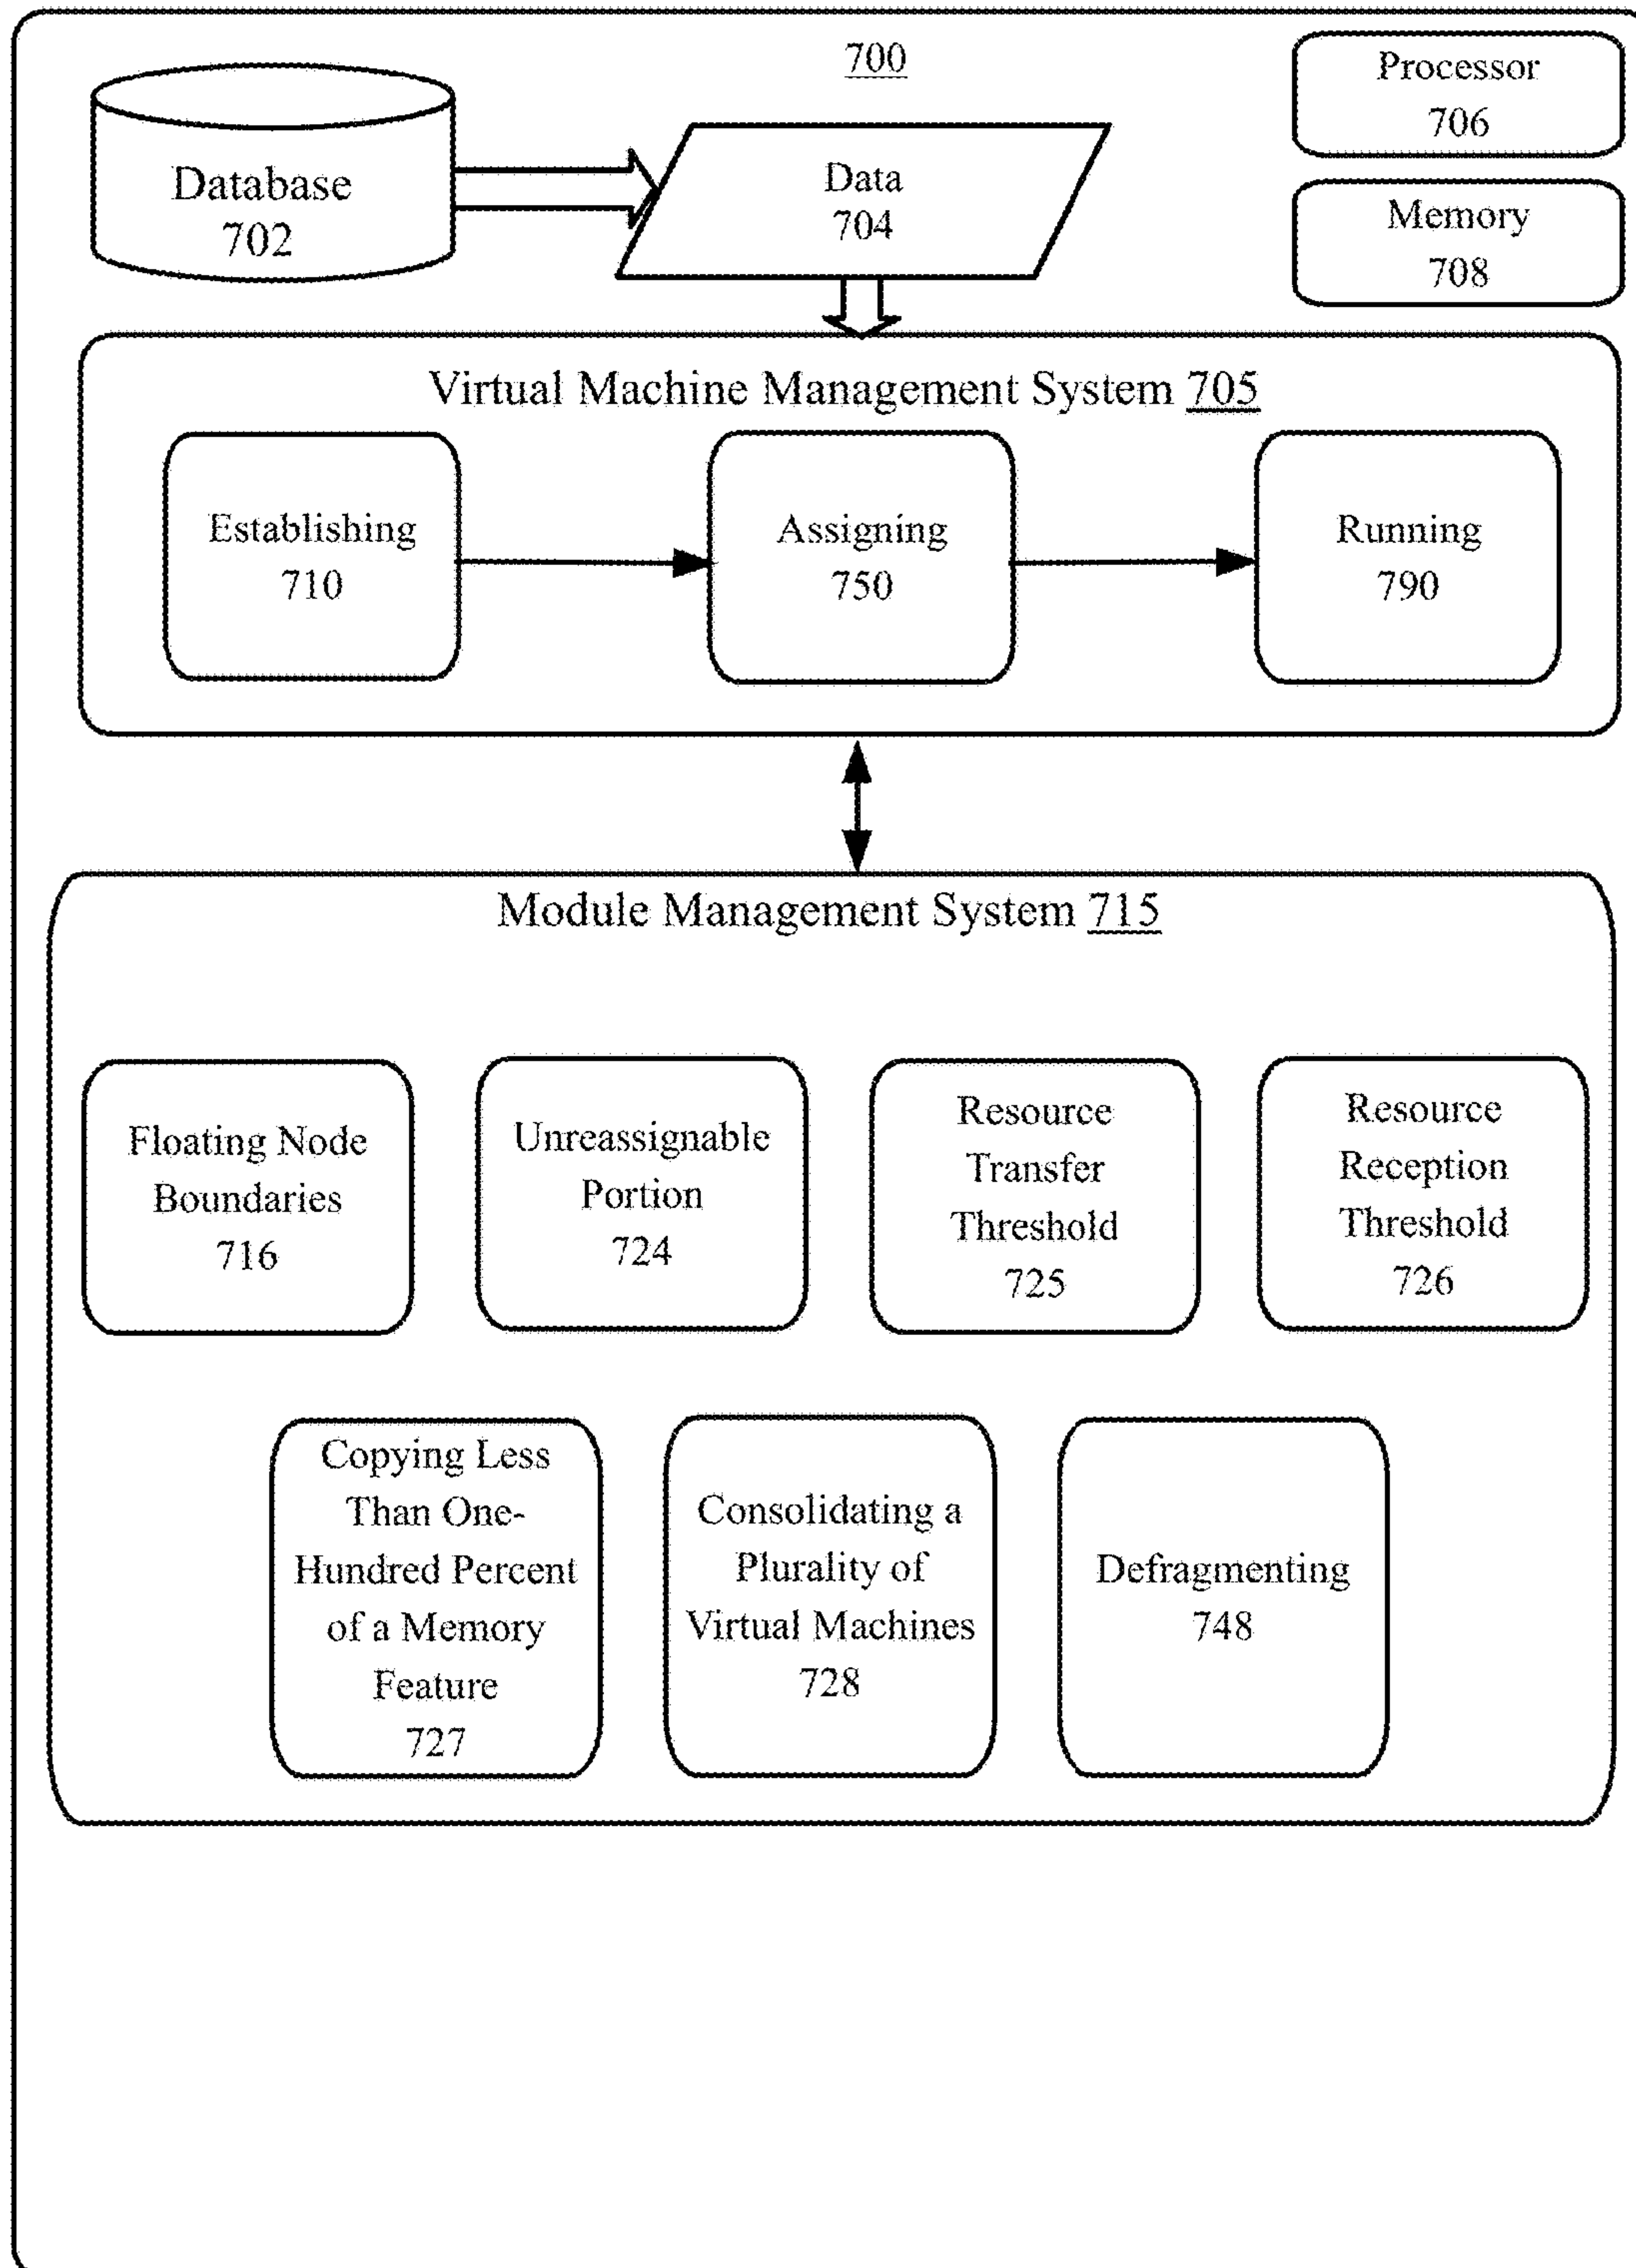 700
Processor
706
Database
702
Data
704
Memory
708
Virtual Machine Management System 705
Establishing
710
Assigning
750
Running
790
Module Management System 715
Floating Node
Boundaries
716
Unreassignable
Portion
724
Resource
Transfer
Threshold
725
Resource
Reception
Threshold
726
Copying Less
Than One-
Hundred Percent
of a Memory
Feature
727
Consolidating a
Plurality of
Virtual Machines
728
Defragmenting
748